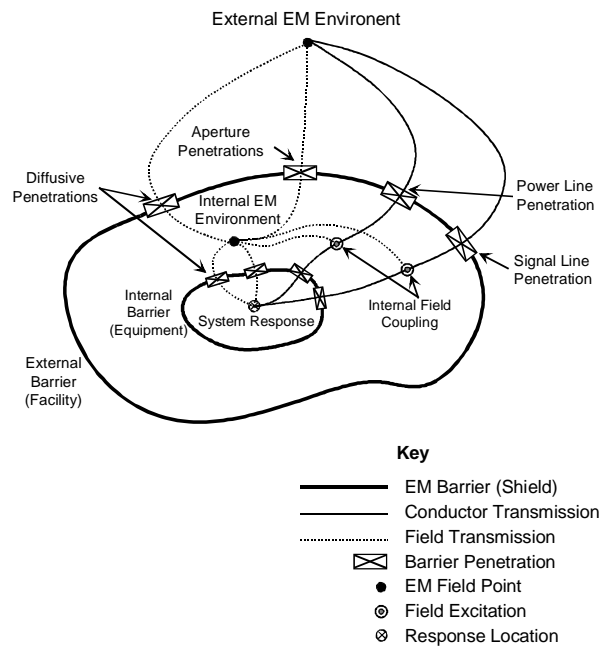 External EM Environent
Aperture
Penetrations
Diffusive
Penetrations
Internal EM
Environment
Power Line
Penetration
Signal Line
Penetration
Internal
Barrier
(Equipment)
System Response
Internal Field
Coupling
External
Barrier
(Facility)
Key
EM Barrier (Shield)
Conductor Transmission
Field Transmission
Barrier Penetration
EM Field Point
Field Excitation
Response Location